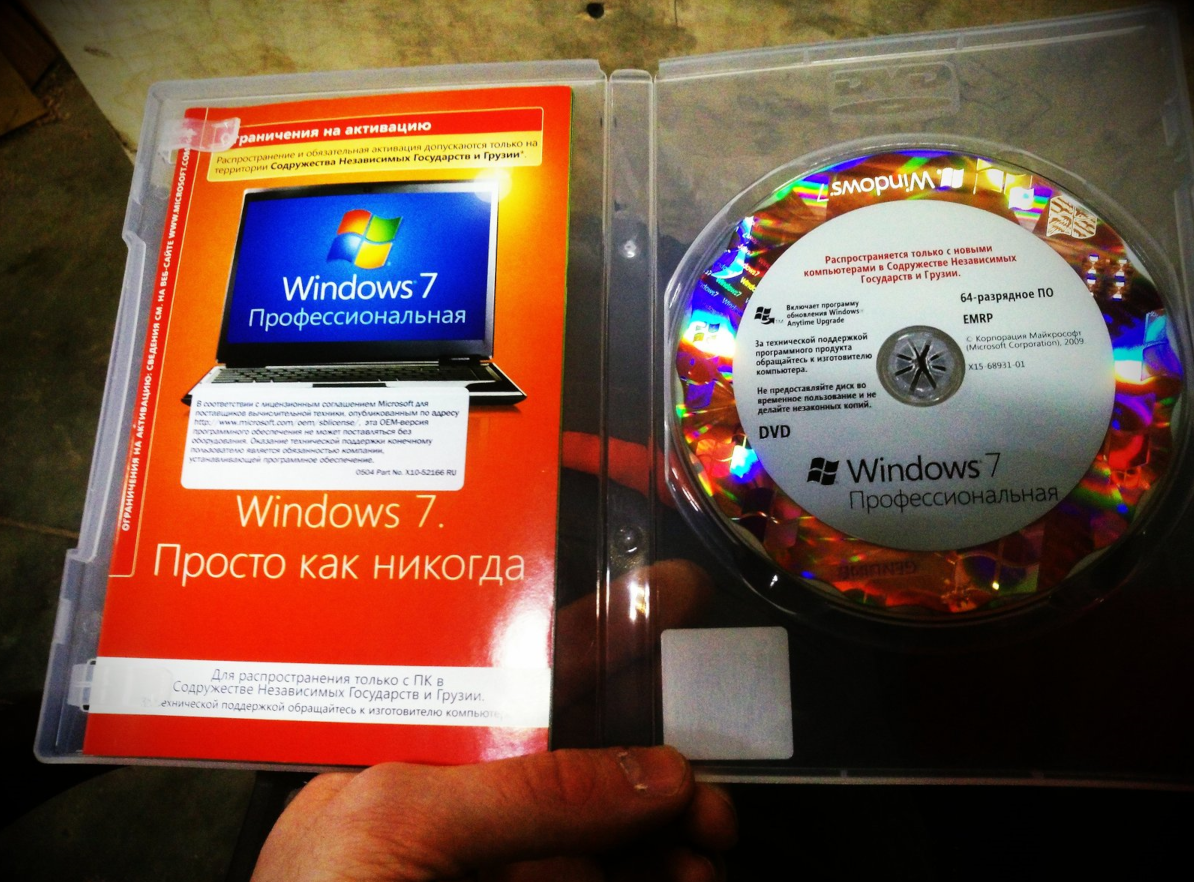 Ограничения на активацию
Распространение и обязательная активация допускаются только на
территории Содружества Независимых Государств и Грузии*.
ОГРАНИЧЕНИЯ НА АКТИВАЦИЮ: СВЕДЕНИЯ СМ. НА ВЕБ-САЙТЕ WWW.MICROSOFT.COM
Windows 7
Профессиональная
В соответствии с лицензионным соглашением Microsoft для
поставщиков вычислительной техники, опубликованным по адресу
http://www.microsoft.com/oem/sblicense/, эта OEM-версия
программного обеспечения не может поставляться без
оборудования. Оказание технической поддержки конечному
пользователю является обязанностью компании,
устанавливающей программное обеспечение.
0504 Part No. X10-52166 RU
Windows 7.
Просто как никогда
Для распространения только с ПК в
Содружестве Независимых Государств и Грузии.
технической поддержкой обращайтесь к изготовителю
DVD
Windows
Распространяется только с новыми
компьютерами в Содружестве Независимых
Государств и Грузии.
Включает программу
обновления Windows
Anytime Upgrade
64-разрядное ПО
EMRP
© Корпорация Майкрософт
(Microsoft Corporation), 2009.
X15-68931-01
За технической поддержкой
программного продукта
обращайтесь к изготовителю
компьютера.
Не предоставляйте диск во
временное пользование и не
делайте незаконных копий.
DVD
Windows 7
Профессиональная
GENUINE